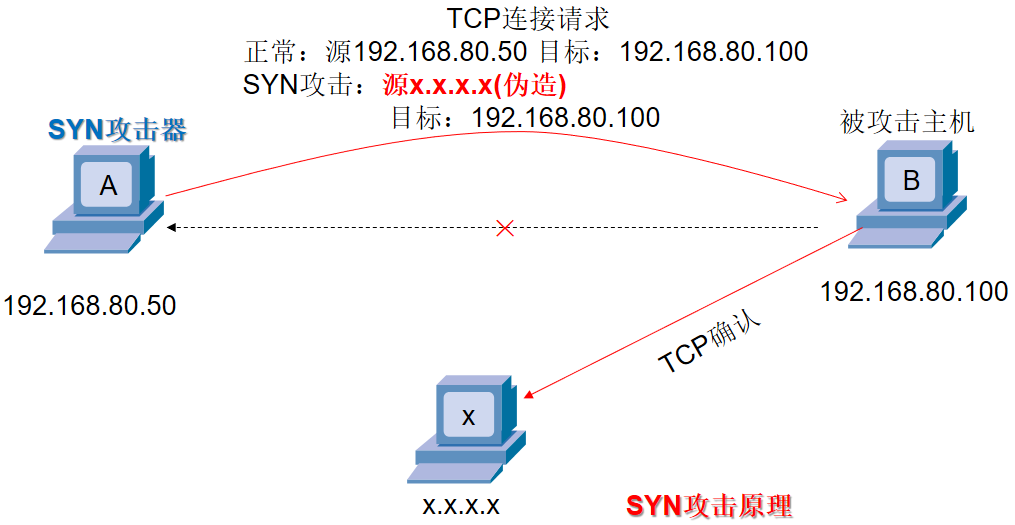 TCP连接请求
正常：源192.168.80.50 目标：192.168.80.100
SYN攻击：源x.x.x.x(伪造)
目标：192.168.80.100
SYN攻击器
被攻击主机
A
B
192.168.80.50
192.168.80.100
TCP确认
x
x.x.x.x
SYN攻击原理